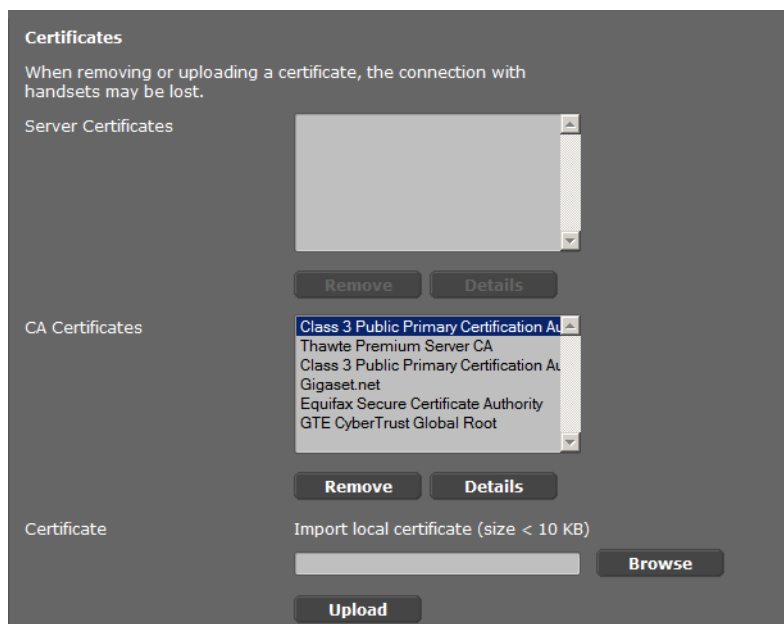 Certificates
When removing or uploading a certificate, the connection with
handsets may be lost.
Server Certificates
Remove Details
CA Certificates
Class 3 Public Primary Certification Au
Thawte Premium Server CA
Class 3 Public Primary Certification Au
Gigaset.net
Equifax Secure Certificate Authority
GTE CyberTrust Global Root
Remove Details
Certificate Import local certificate (size < 10 KB)
Browse
Upload